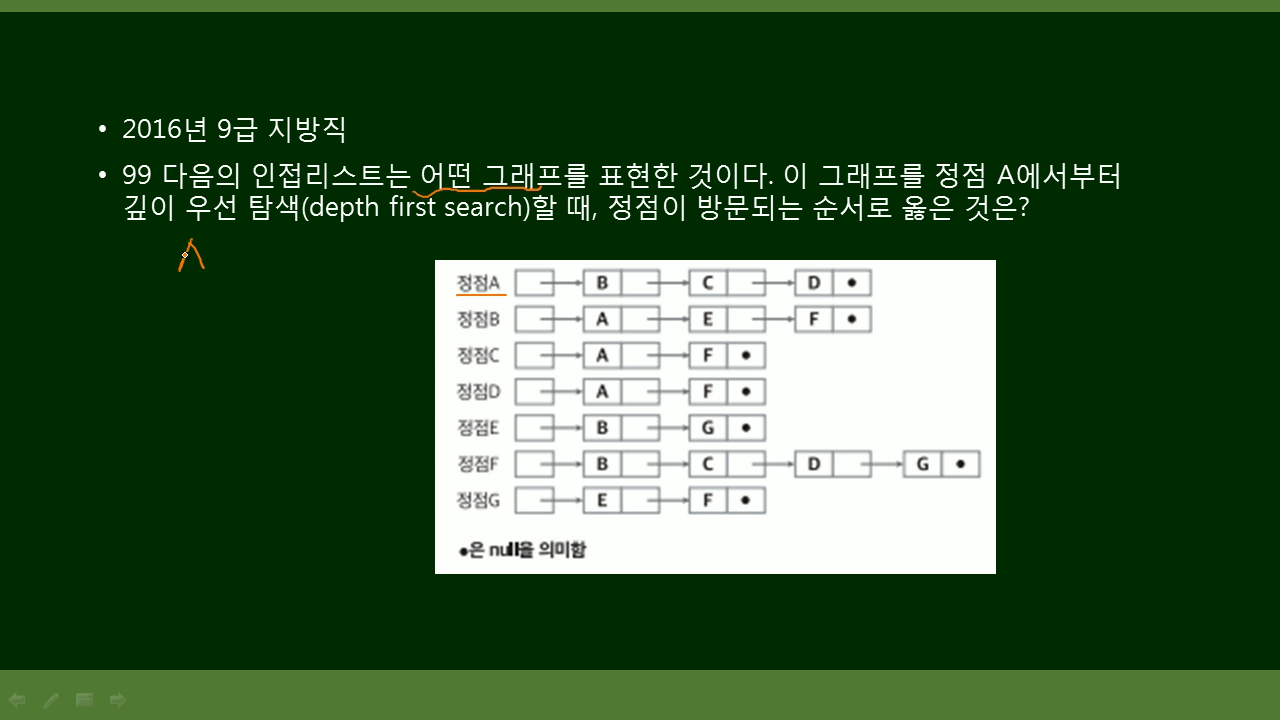 • 2016년 9급 지방직
• 99 다음의 인접리스트는 어떤 그래프를 표현한 것이다. 이 그래프를 정점 A에서부터
깊이 우선 탐색(depth first search)할 때, 정점이 방문되는 순서로 옳은 것은?
정점A B C D •
정점B A E F •
정점C A F •
정점D A F •
정점E B G •
정점F B C D G •
정점G E F •
•은 null을 의미함